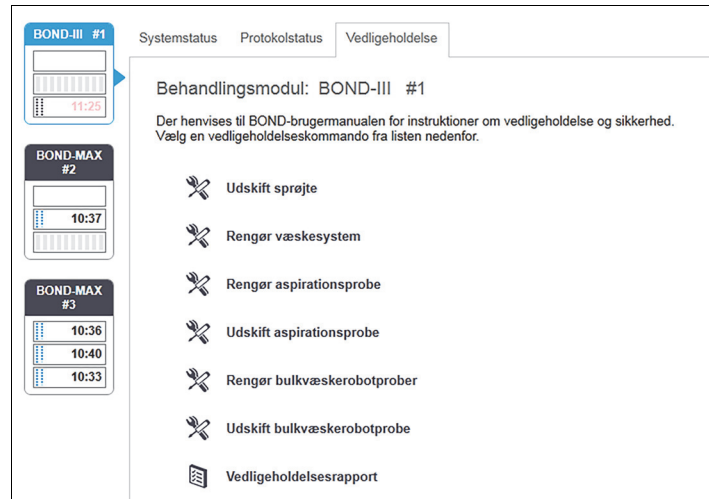 BOND-III #1
11:25
BOND-MAX
#2
10:37
BOND-MAX
#3
10:36
10:40
10:33
Systemstatus Protokolstatus Vedligeholdelse
Behandlingsmodul: BOND-III #1
Der henvises til BOND-brugermanualen for instruktioner om vedligeholdelse og sikkerhed.
Vælg en vedligeholdelseskommando fra listen nedenfor.
Udskift sprøjte
Rengør væskesystem
Rengør aspirationsprobe
Udskift aspirationsprobe
Rengør bulkvæskerobotprober
Udskift bulkvæskerobotprobe
Vedligeholdelsesrapport